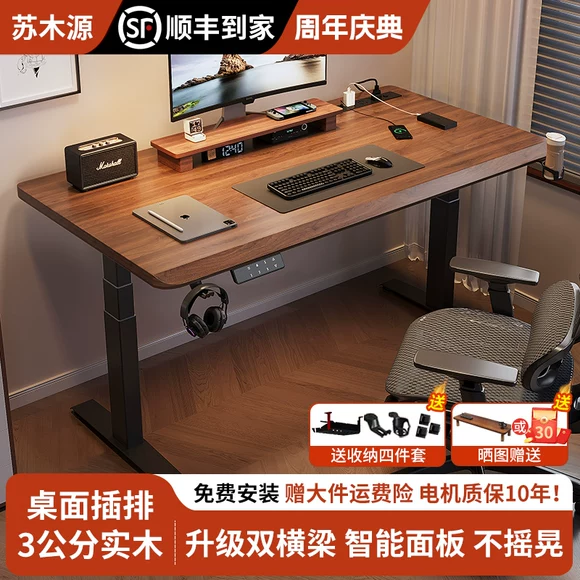 苏木源 SF 顺丰到家 周年庆典
Marshall
12:40
送
送
或
30
送收纳四件套
晒图赠送
桌面插排
3公分实木
免费安装 赠大件运费险 电机质保10年！
升级双横梁 智能面板 不摇晃